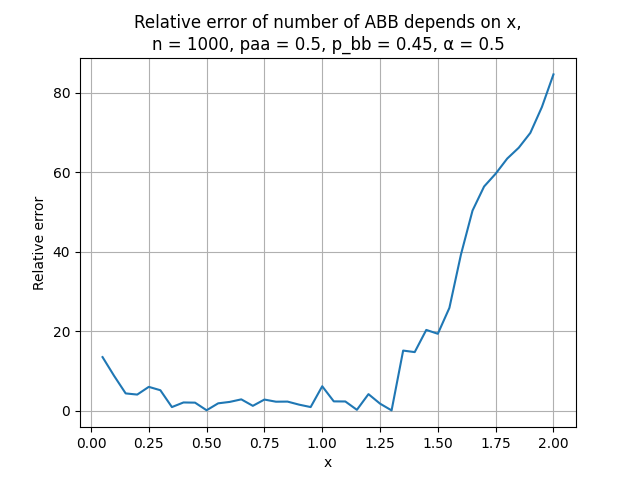 Relative error of number of ABB depends on x,
n = 1000, paa = 0.5, p_bb = 0.45, α = 0.5
Relative error
80
60
40
20
0
0.00 0.25 0.50 0.75 1.00 1.25 1.50 1.75 2.00
x